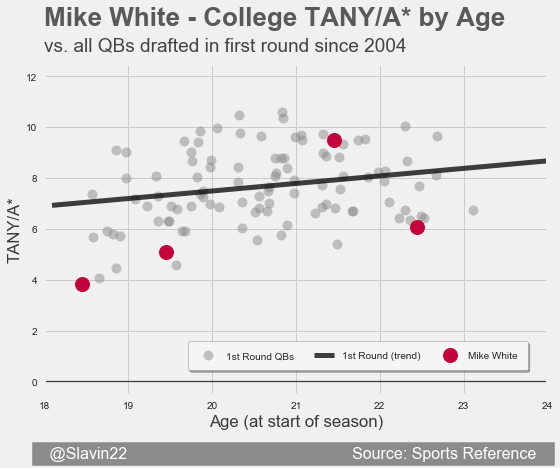 Mike White - College TANY/A* by Age
vs. all QBs drafted in first round since 2004
12
10
8
6
4
2
0
TANY/A*
1st Round QBs
1st Round (trend)
Mike White
18
19
20
21
22
23
24
Age (at start of season)
@Slavin22
Source: Sports Reference